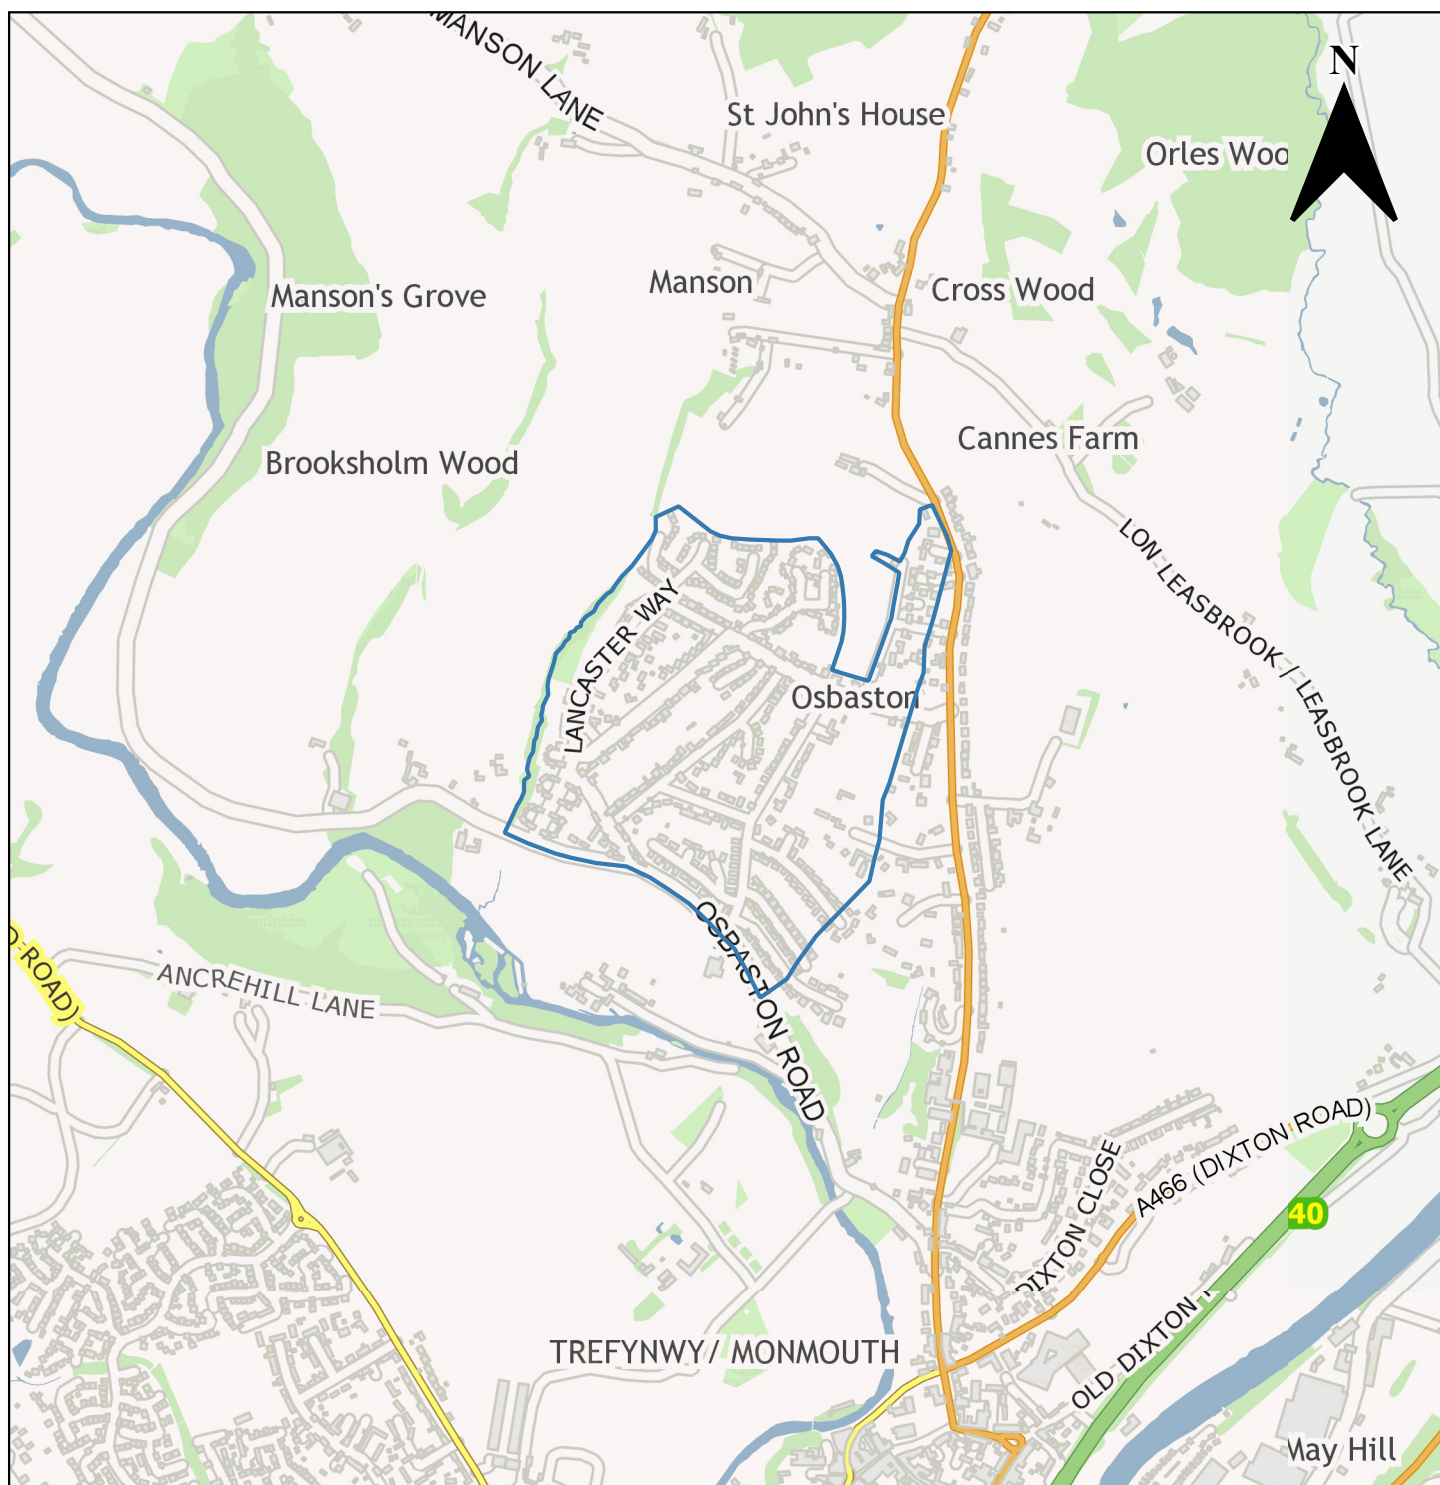 MANSON LANE
N
St John's House
Orles Woo
Manson
Cross Wood
Manson's Grove
Cannes Farm
Brooksholm Wood
LON LEASBROOK / LEASBROOK LANE
LANCASTER WAY
Osbaston
OSBASTON ROAD
D ROAD)
ANCREHILL LANE
A466 (DIXTON ROAD)
DIXTON CLOSE
40
OLD DIXTON
TREFYNWY/ MONMOUTH
May Hill